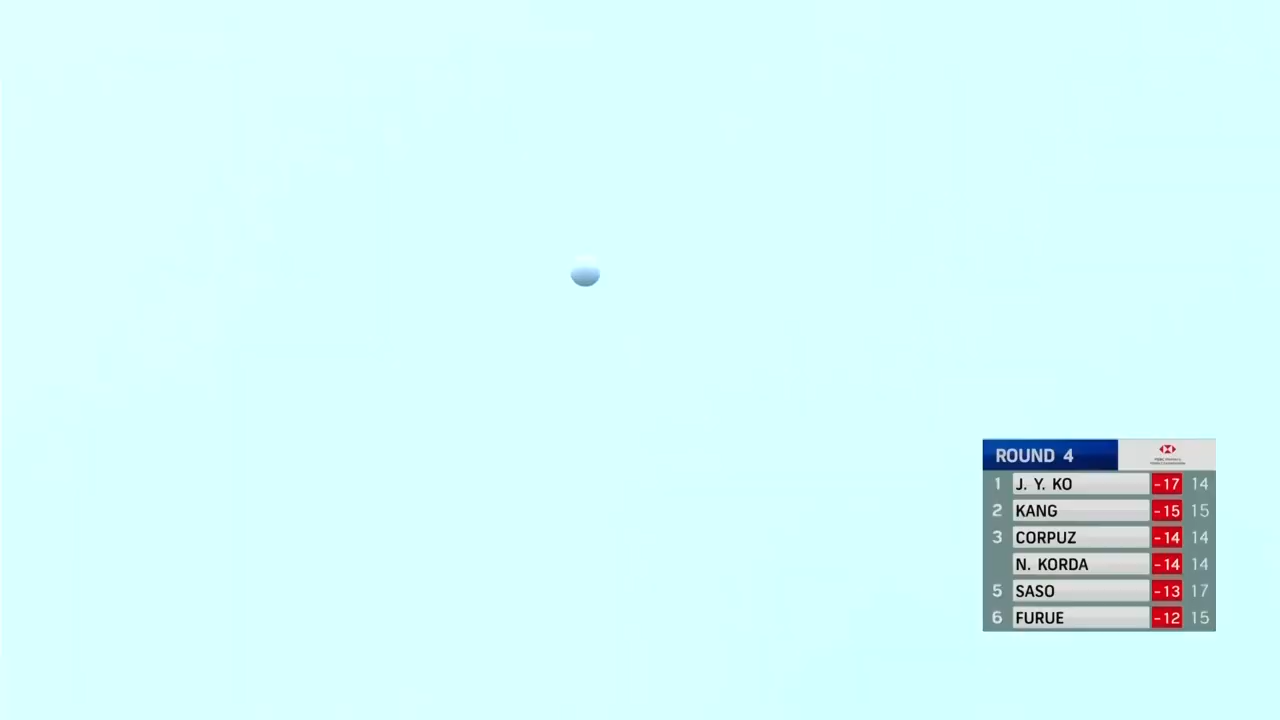 ROUND 4
1 J. Y. KO -17 14
2 KANG -15 15
3 CORPUZ -14 14
N. KORDA -14 14
5 SASO -13 17
6 FURUE -12 15